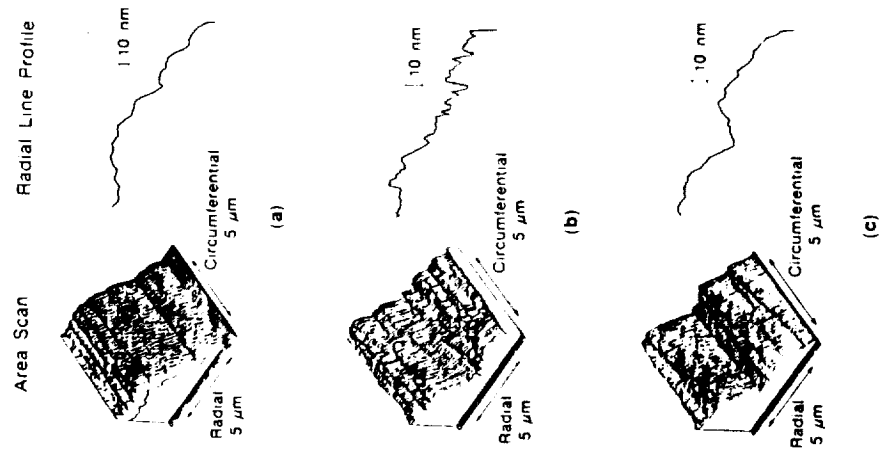 Area Scan
Radial Line Profile
10 nm
Radial
5 μm
Circumferential
5 μm
(a)
10 nm
Radial
5 μm
Circumferential
5 μm
(b)
10 nm
Radial
5 μm
Circumferential
5 μm
(c)